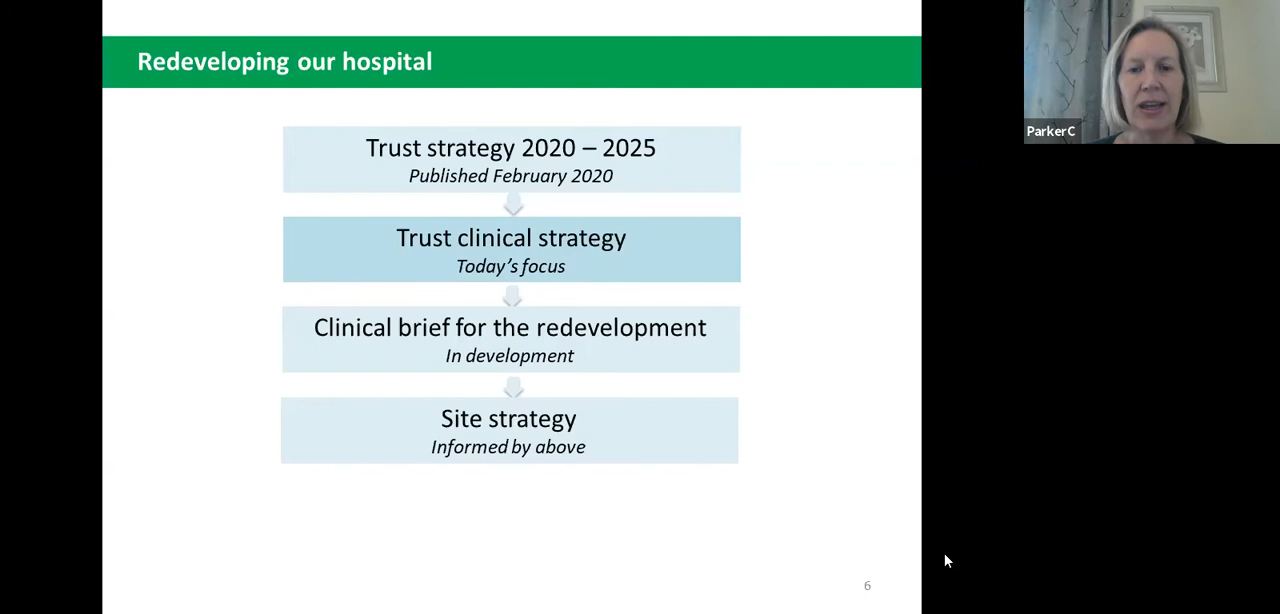 Redeveloping our hospital
ParkerC
Trust strategy 2020 – 2025
Published February 2020
Trust clinical strategy
Today’s focus
Clinical brief for the redevelopment
In development
Site strategy
Informed by above
6